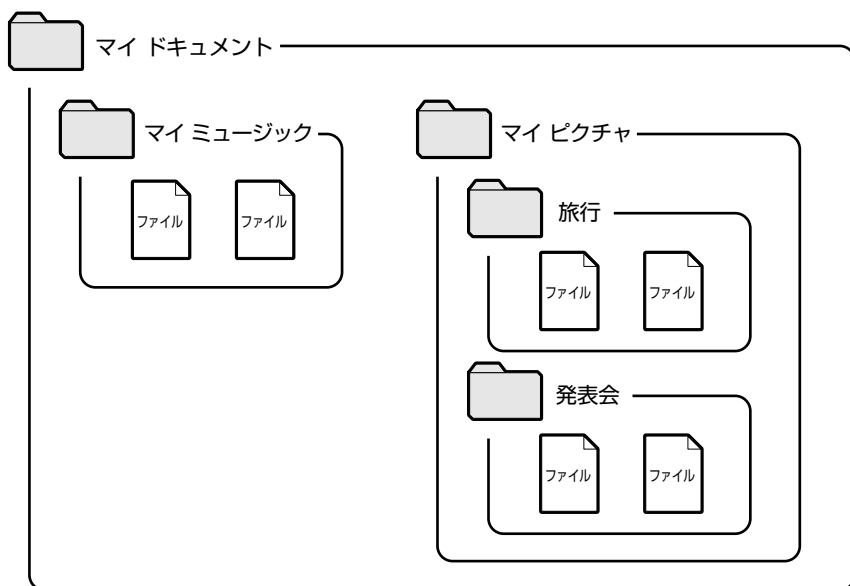 マイ ドキュメント
マイ ミュージック
ファイル
ファイル
マイ ピクチャ
旅行
ファイル
ファイル
発表会
ファイル
ファイル